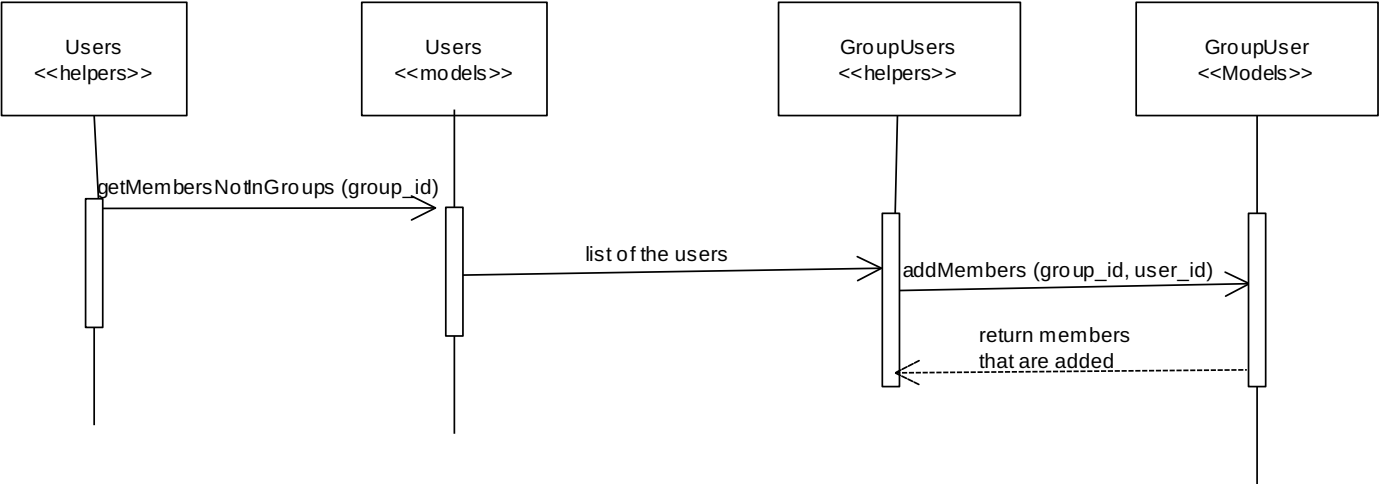 Users
<<helpers>>
Users
<<models>>
GroupUsers
<<helpers>>
GroupUser
<<Models>>
getMembersNotInGroups (group_id)
list of the users
addMembers (group_id, user_id)
return members
that are added